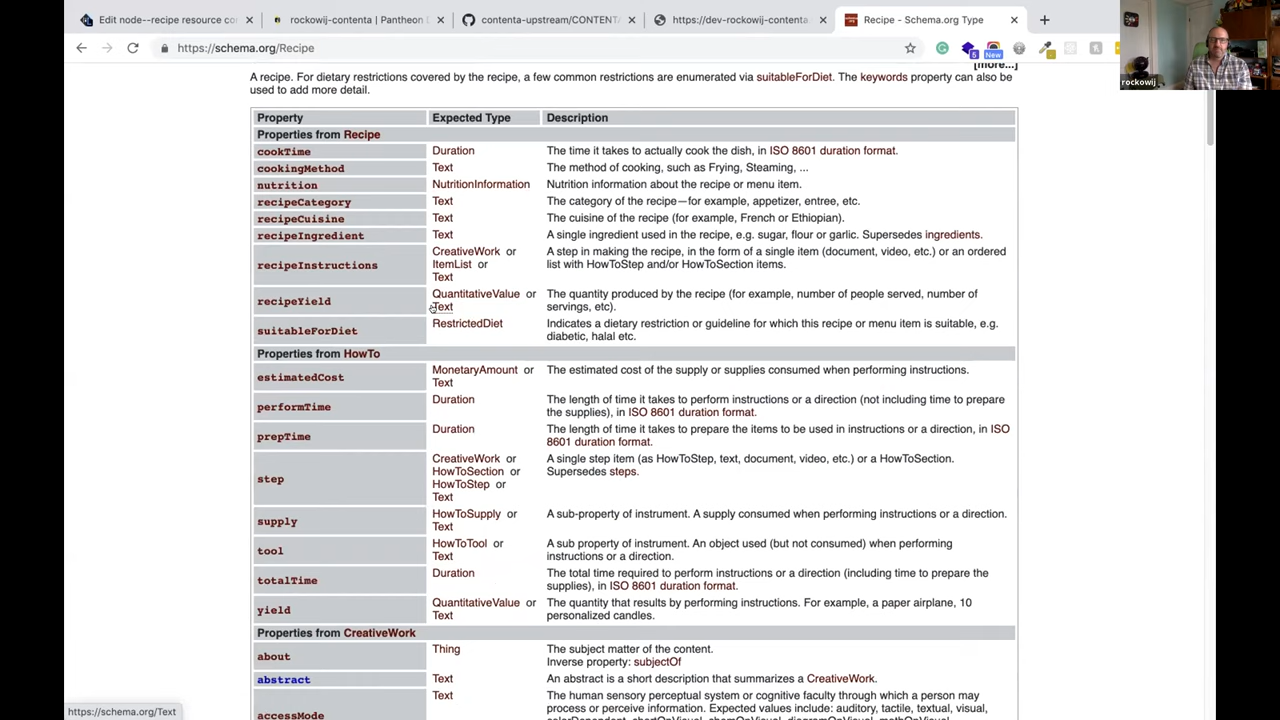 Edit node--recipe resource co
rockowij-contenta | Pantheon D
contenta-upstream/CONTENTA
https://dev-rockowij-contenta.
Recipe - Schema.org Type
https://schema.org/Recipe
5
New
rockowij
[more...]
A recipe. For dietary restrictions covered by the recipe, a few common restrictions are enumerated via suitableForDiet. The keywords property can also be
used to add more detail.
Property Expected Type Description
Properties from Recipe
cookTime Duration The time it takes to actually cook the dish, in ISO 8601 duration format.
cookingMethod Text The method of cooking, such as Frying, Steaming, ...
nutrition NutritionInformation Nutrition information about the recipe or menu item.
recipeCategory Text The category of the recipe—for example, appetizer, entree, etc.
recipeCuisine Text The cuisine of the recipe (for example, French or Ethiopian).
recipeIngredient Text A single ingredient used in the recipe, e.g. sugar, flour or garlic. Supersedes ingredients.
recipeInstructions CreativeWork or A step in making the recipe, in the form of a single item (document, video, etc.) or an ordered
ItemList or list with HowToStep and/or HowToSection items.
Text
recipeYield QuantitativeValue or The quantity produced by the recipe (for example, number of people served, number of
Text servings, etc).
suitableForDiet RestrictedDiet Indicates a dietary restriction or guideline for which this recipe or menu item is suitable, e.g.
diabetic, halal etc.
Properties from HowTo
estimatedCost MonetaryAmount or The estimated cost of the supply or supplies consumed when performing instructions.
Text
performTime Duration The length of time it takes to perform instructions or a direction (not including time to prepare
the supplies), in ISO 8601 duration format.
prepTime Duration The length of time it takes to prepare the items to be used in instructions or a direction, in ISO
8601 duration format.
step CreativeWork or A single step item (as HowToStep, text, document, video, etc.) or a HowToSection.
HowToSection or Supersedes steps.
HowToStep or
Text
supply HowToSupply or A sub-property of instrument. A supply consumed when performing instructions or a direction.
Text
tool HowToTool or A sub property of instrument. An object used (but not consumed) when performing
Text instructions or a direction.
totalTime Duration The total time required to perform instructions or a direction (including time to prepare the
supplies), in ISO 8601 duration format.
yield QuantitativeValue or The quantity that results by performing instructions. For example, a paper airplane, 10
Text personalized candles.
Properties from CreativeWork
about Thing The subject matter of the content.
Inverse property: subjectOf
abstract Text An abstract is a short description that summarizes a CreativeWork.
accessMode Text The human sensory perceptual system or cognitive faculty through which a person may
process or perceive information. Expected values include: auditory, tactile, textual, visual,
https://schema.org/Text